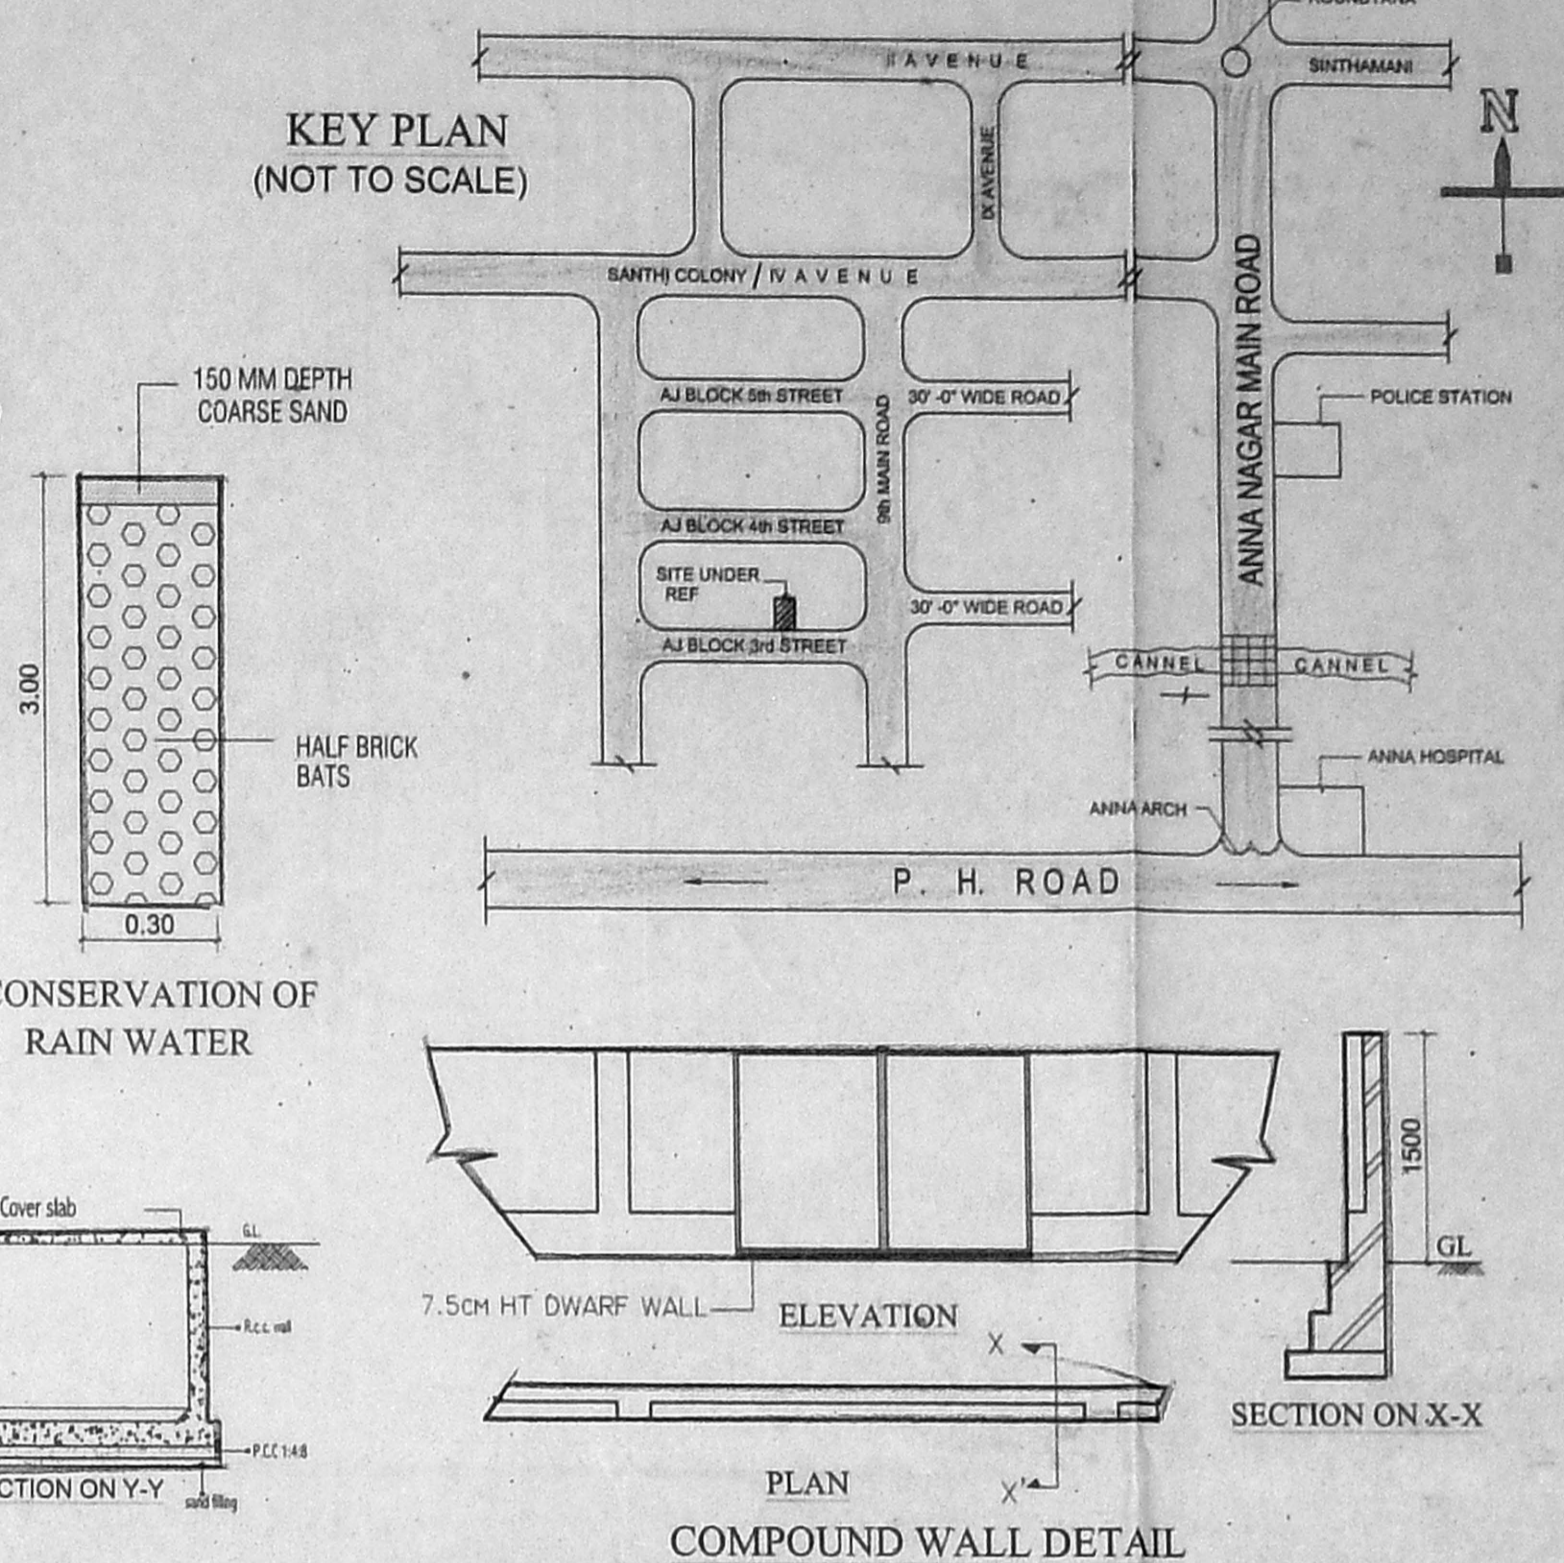 ROUNDTANA
II AVENUE
SINTHAMANI
N
KEY PLAN
(NOT TO SCALE)
IX AVENUE
SANTHI COLONY / IV AVENUE
ANNA NAGAR MAIN ROAD
150 MM DEPTH
COARSE SAND
AJ BLOCK 5th STREET
30' -0" WIDE ROAD
POLICE STATION
9th MAIN ROAD
AJ BLOCK 4th STREET
SITE UNDER
REF
30' -0" WIDE ROAD
AJ BLOCK 3rd STREET
CANNEL
CANNEL
3.00
HALF BRICK
BATS
ANNA HOSPITAL
ANNA ARCH
P. H. ROAD
0.30
CONSERVATION OF
RAIN WATER
1500
Cover slab
G.L.
GL
7.5CM HT DWARF WALL
ELEVATION
R.c.c. wall
X
SECTION ON X-X
P.C.C 1:4:8
CTION ON Y-Y
sand filling
PLAN
X'
COMPOUND WALL DETAIL